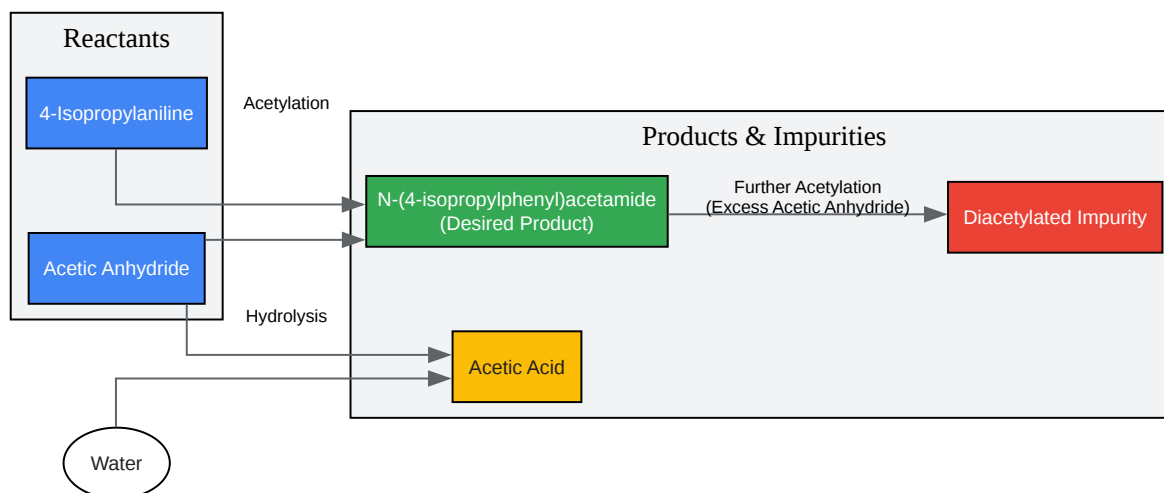 Reactants
4-Isopropylaniline
Acetylation
Products & Impurities
N-(4-isopropylphenyl)acetamide
(Desired Product)
Further Acetylation
(Excess Acetic Anhydride)
Diacetylated Impurity
Acetic Anhydride
Hydrolysis
Acetic Acid
Water